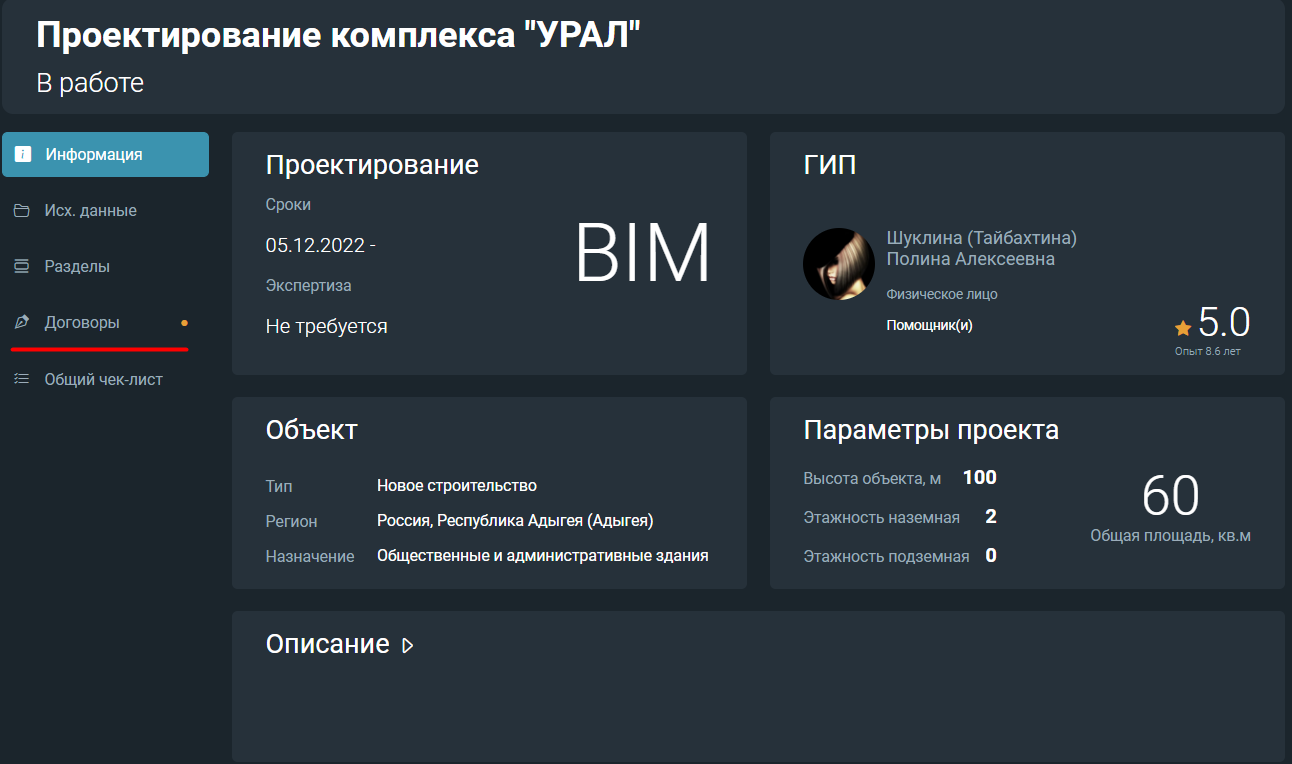 Проектирование комплекса "УРАЛ"
В работе
Информация
Исх. данные
Разделы
Договоры
Общий чек-лист
Проектирование
Сроки
05.12.2022 -
Экспертиза
Не требуется
BIM
ГИП
Шуклина (Тайбахтина)
Полина Алексеевна
Физическое лицо
Помощник(и)
5.0
Опыт 8.6 лет
Объект
Тип Новое строительство
Регион Россия, Республика Адыгея (Адыгея)
Назначение Общественные и административные здания
Параметры проекта
Высота объекта, м 100
Этажность наземная 2
Этажность подземная 0
60
Общая площадь, кв.м
Описание